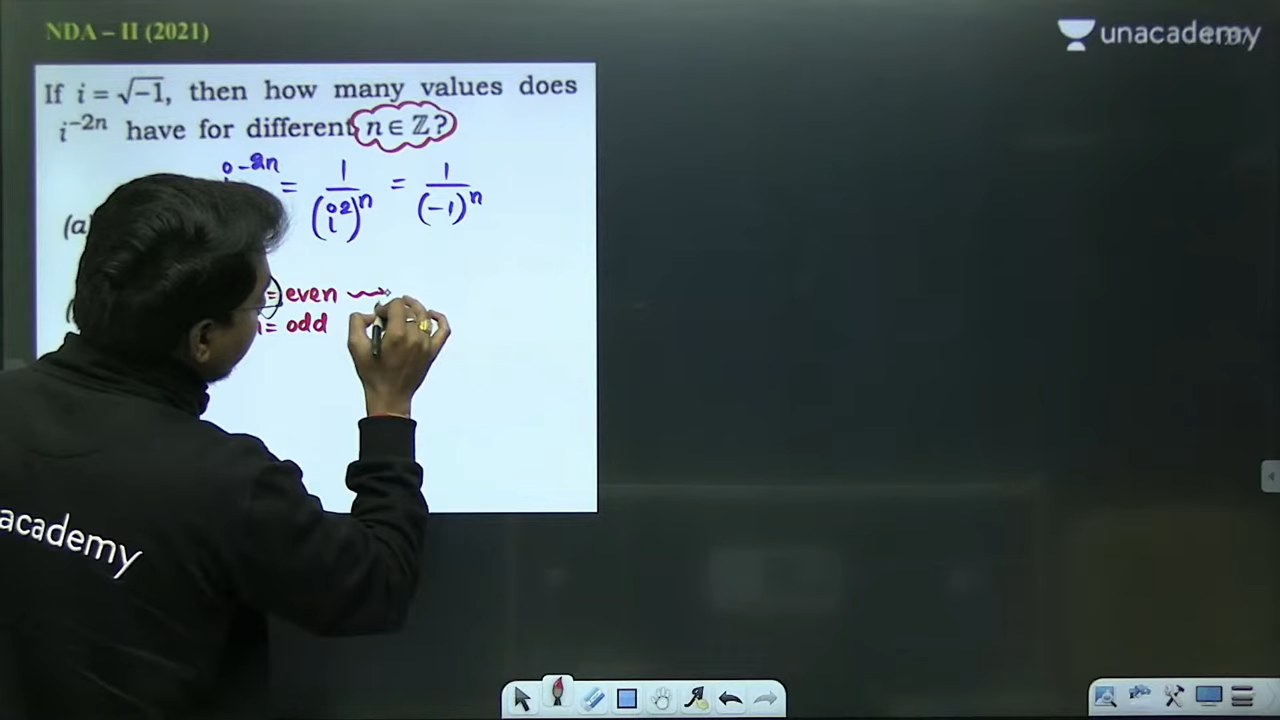 NDA – II (2021)
unacademy
If i = √−1, then how many values does
i⁻²ⁿ have for different n ∈ ℤ?
i⁻²ⁿ = 1/(i²)ⁿ = 1/(−1)ⁿ
(a)
= even ⇝
n = odd
unacademy